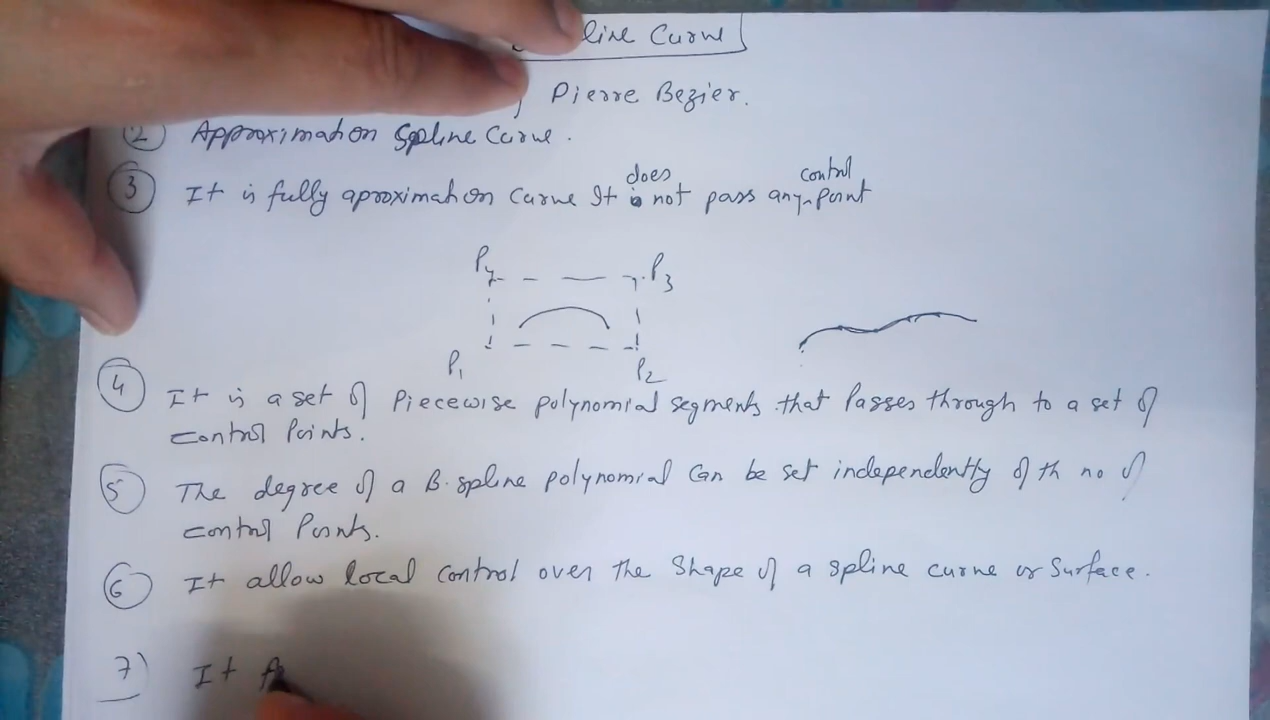 line Curve
Pierre Bezier.
2 Approximation Spline Curve.
does control
3 It is fully aproximation curve It not pass any point
P4 P3
P1 P2
4 It is a set of Piecewise polynomial segments that Passes through to a set of
control Points.
5 The degree of a B.spline polynomial can be set independently of th no of
control Points.
6 It allow local control over the Shape of a spline curve or Surface.
7) It